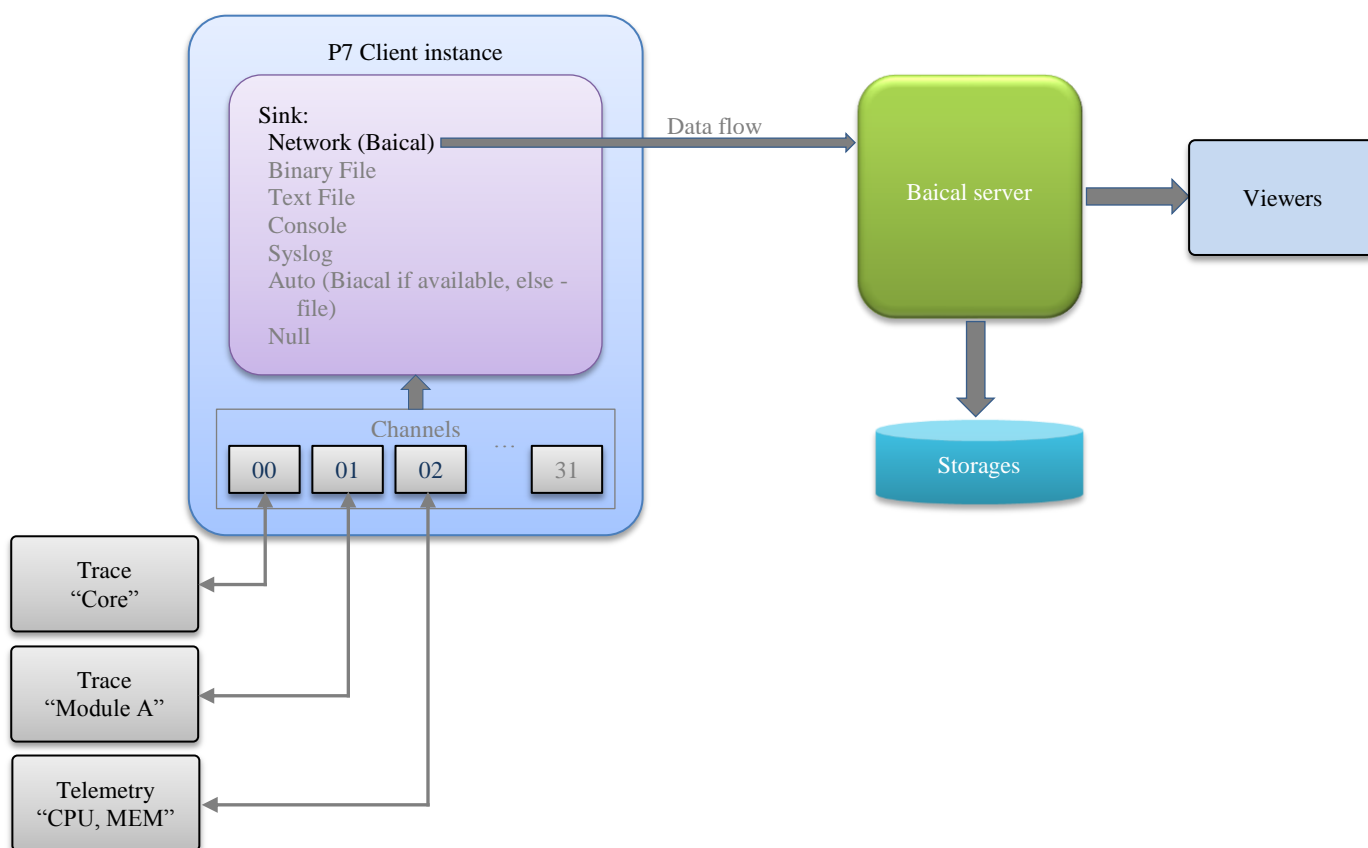 P7 Client instance
Sink:
Network (Baical)
Binary File
Text File
Console
Syslog
Auto (Biacal if available, else -
file)
Null
Data flow
Baical server
Viewers
Storages
Channels
00 01 02 ... 31
Trace
“Core”
Trace
“Module A”
Telemetry
“CPU, MEM”